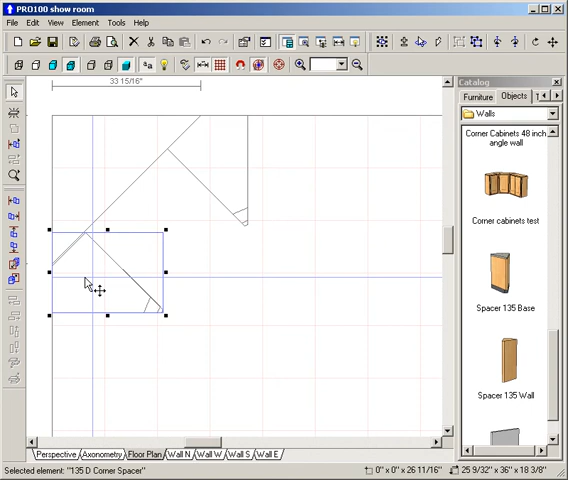 PRO100 show room
File Edit View Element Tools Help
33 15/16"
Catalog
Furniture Objects
Walls
Corner Cabinets 48 inch
angle wall
Corner cabinets test
Spacer 135 Base
Spacer 135 Wall
Perspective Axonometry Floor Plan Wall N Wall W Wall S Wall E
Selected element: "135 D Corner Spacer" 0" x 0" x 26 11/16" 25 9/32" x 36" x 18 3/8"